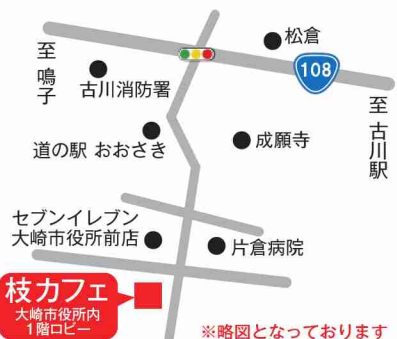 松倉
108
至 鳴子
古川消防署
至 古川駅
道の駅 おおさき
成願寺
セブンイレブン
大崎市役所前店
片倉病院
枝カフェ
大崎市役所内
1階ロビー
※略図となっております